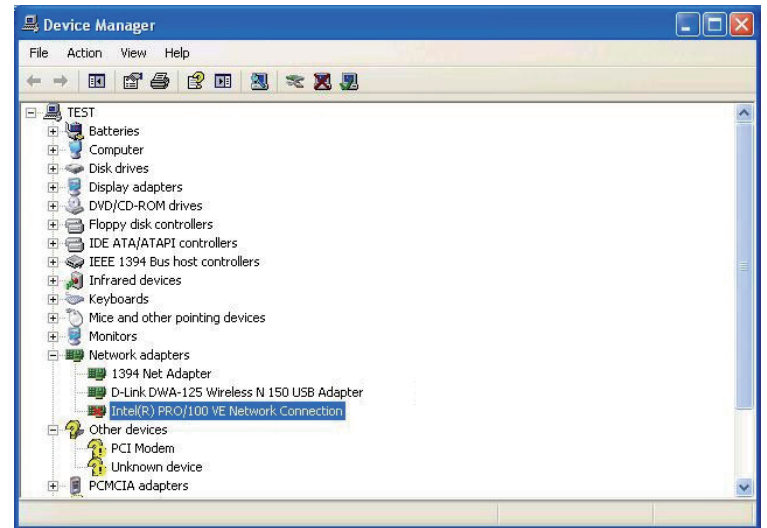 Device Manager
File Action View Help
TEST
Batteries
Computer
Disk drives
Display adapters
DVD/CD-ROM drives
Floppy disk controllers
IDE ATA/ATAPI controllers
IEEE 1394 Bus host controllers
Infrared devices
Keyboards
Mice and other pointing devices
Monitors
Network adapters
1394 Net Adapter
D-Link DWA-125 Wireless N 150 USB Adapter
Intel(R) PRO/100 VE Network Connection
Other devices
PCI Modem
Unknown device
PCMCIA adapters